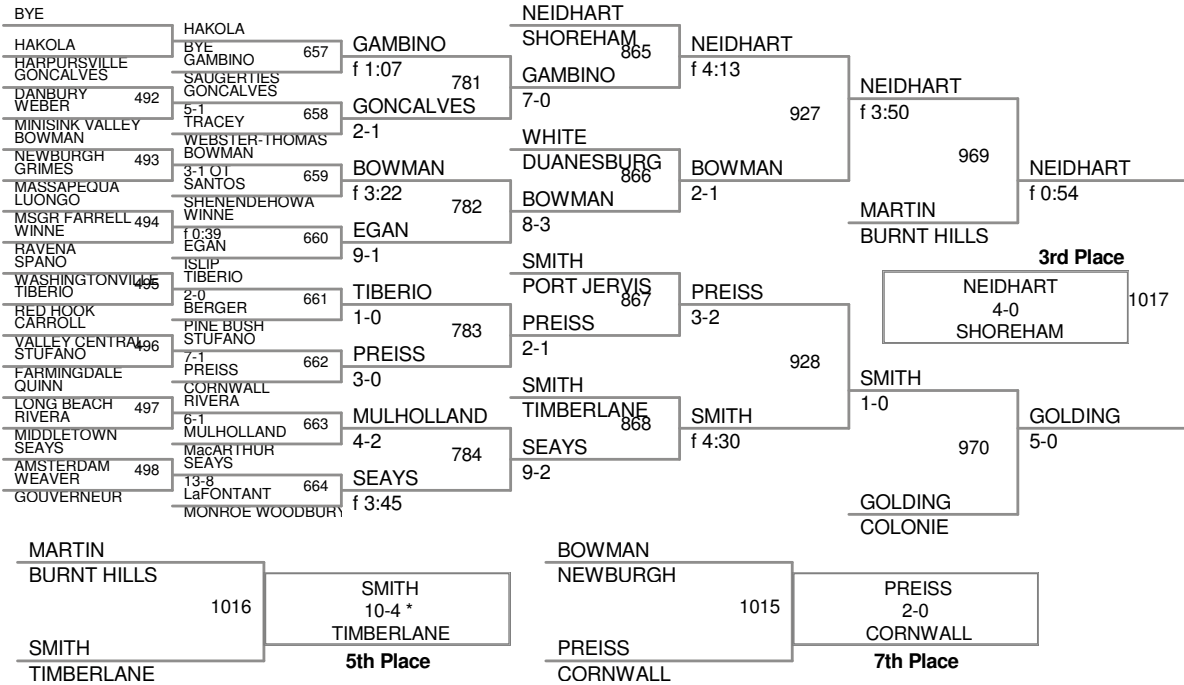 BYE
HAKOLA
HARPURSVILLE
GONCALVES
DANBURY
WEBER
492
MINISINK VALLEY
BOWMAN
NEWBURGH
GRIMES
493
MASSAPEQUA
LUONGO
MSGR FARRELL
WINNE
494
RAVENA
SPANO
WASHINGTONVILLE
TIBERIO
495
RED HOOK
CARROLL
VALLEY CENTRAL
STUFANO
496
FARMINGDALE
QUINN
LONG BEACH
RIVERA
497
MIDDLETOWN
SEAYS
AMSTERDAM
WEAVER
498
GOUVERNEUR
HAKOLA
BYE
GAMBINO
657
SAUGERTIES
GONCALVES
5-1
TRACEY
658
WEBSTER-THOMAS
BOWMAN
3-1 OT
SANTOS
659
SHENENDEHOWA
WINNE
f 0:39
EGAN
660
ISLIP
TIBERIO
2-0
BERGER
661
PINE BUSH
STUFANO
7-1
PREISS
662
CORNWALL
RIVERA
6-1
MULHOLLAND
663
MacARTHUR
SEAYS
13-8
LaFONTANT
664
MONROE WOODBURY
GAMBINO
f 1:07
781
GONCALVES
2-1
BOWMAN
f 3:22
782
EGAN
9-1
TIBERIO
1-0
783
PREISS
3-0
MULHOLLAND
4-2
784
SEAYS
f 3:45
NEIDHART
SHOREHAM
865
GAMBINO
7-0
WHITE
DUANESBURG
866
BOWMAN
8-3
SMITH
PORT JERVIS
867
PREISS
2-1
SMITH
TIMBERLANE
868
SEAYS
9-2
NEIDHART
f 4:13
927
BOWMAN
2-1
PREISS
3-2
928
SMITH
f 4:30
NEIDHART
f 3:50
969
MARTIN
BURNT HILLS
SMITH
1-0
970
GOLDING
COLONIE
NEIDHART
f 0:54
3rd Place
NEIDHART
4-0
SHOREHAM
1017
GOLDING
5-0
MARTIN
BURNT HILLS
1016
SMITH
TIMBERLANE
SMITH
10-4 *
TIMBERLANE
5th Place
BOWMAN
NEWBURGH
1015
PREISS
CORNWALL
PREISS
2-0
CORNWALL
7th Place